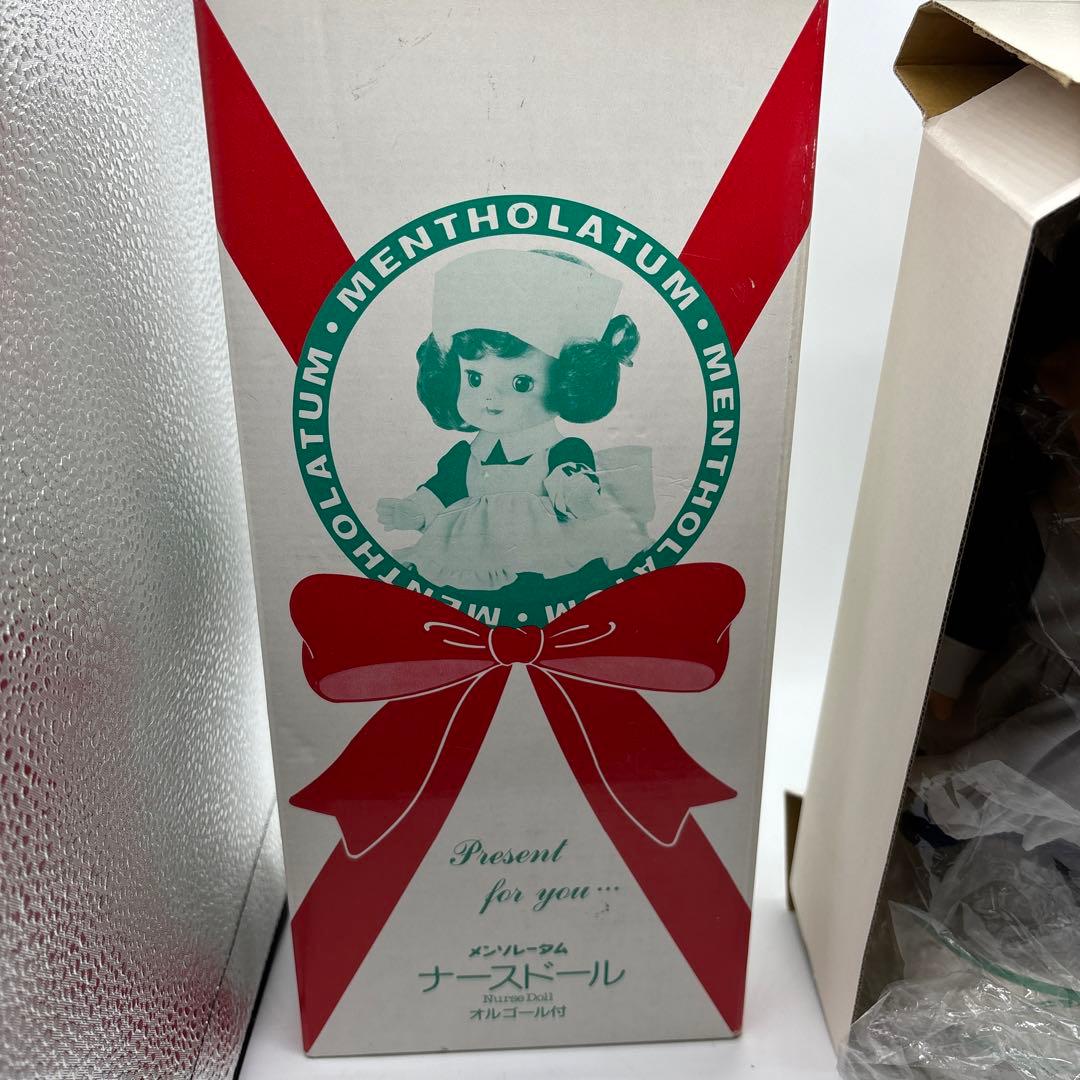 MENTHOLATUM • MENTHOLATUM • MENTHOLATUM • MENTHOLATUM
Present
for you…
メンソレータム
ナースドール
Nurse Doll
オルゴール付